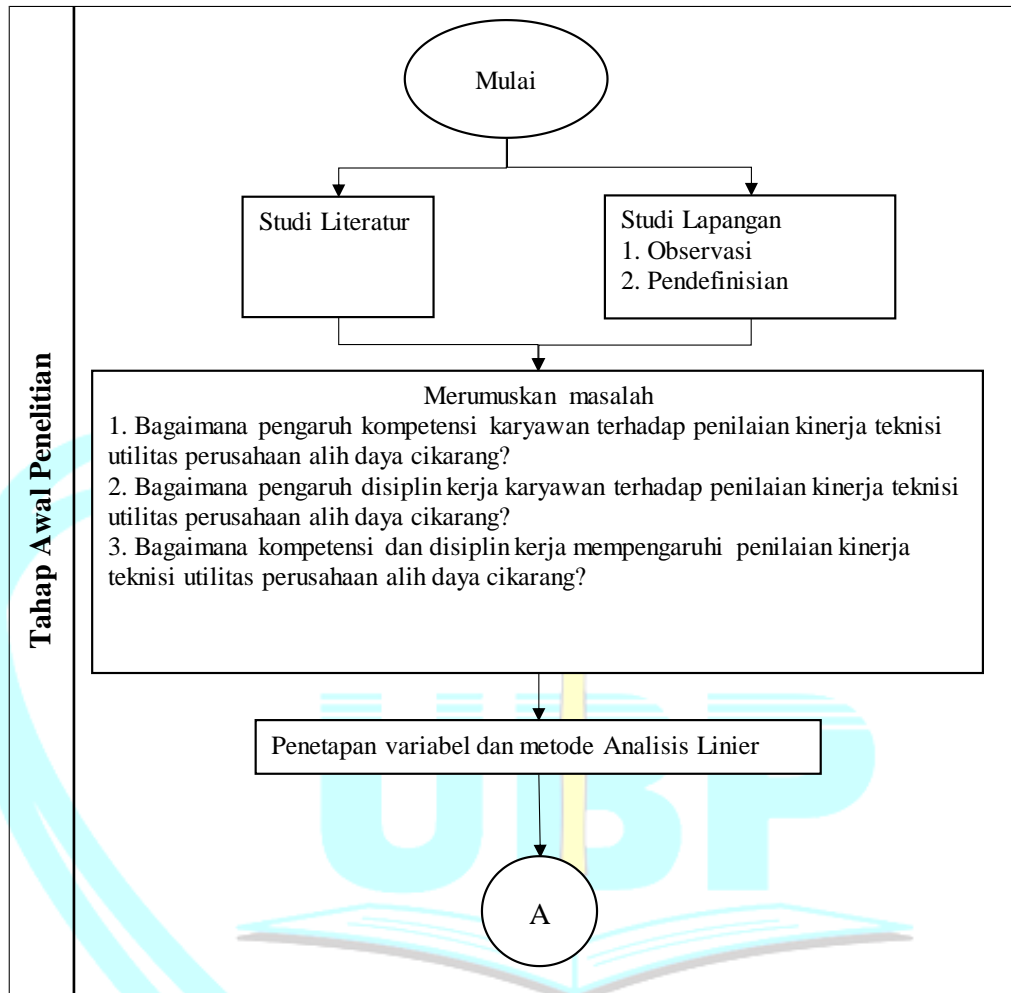 Tahap Awal Penelitian
Mulai
Studi Literatur
Studi Lapangan
1. Observasi
2. Pendefinisian
Merumuskan masalah
1. Bagaimana pengaruh kompetensi karyawan terhadap penilaian kinerja teknisi
utilitas perusahaan alih daya cikarang?
2. Bagaimana pengaruh disiplin kerja karyawan terhadap penilaian kinerja teknisi
utilitas perusahaan alih daya cikarang?
3. Bagaimana kompetensi dan disiplin kerja mempengaruhi penilaian kinerja
teknisi utilitas perusahaan alih daya cikarang?
Penetapan variabel dan metode Analisis Linier
UBP
A